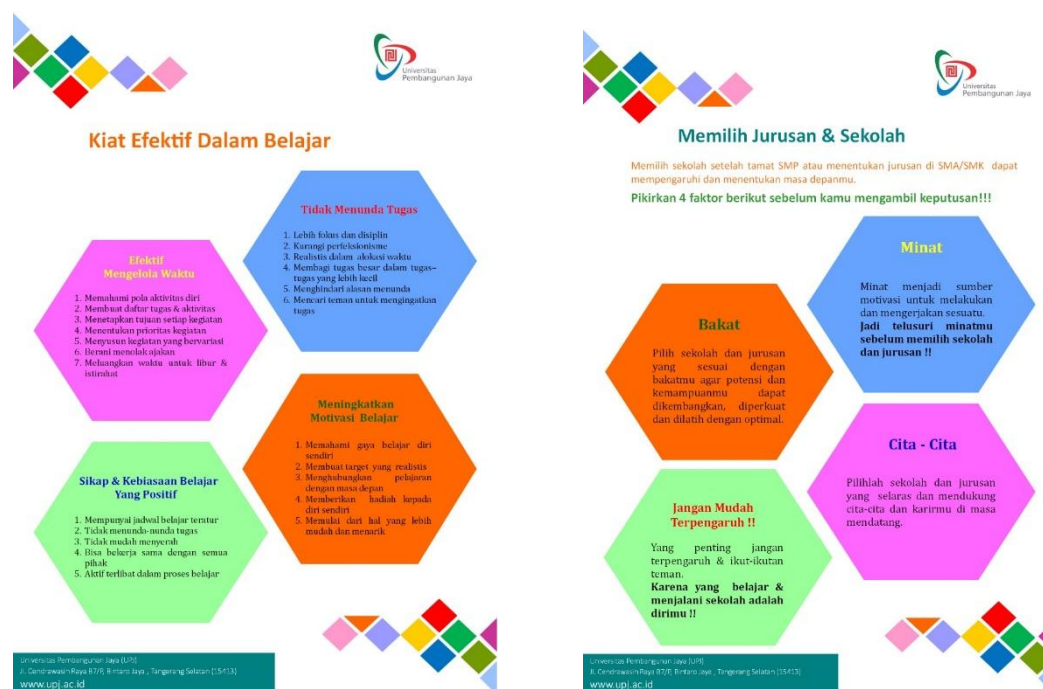 Universitas
Pembangunan Jaya
Kiat Efektif Dalam Belajar
Tidak Menunda Tugas
1. Lebih fokus dan disiplin
2. Kurangi perfeksionisme
3. Realistis dalam alokasi waktu
4. Membagi tugas besar dalam tugas–
tugas yang lebih kecil
5. Menghindari alasan menunda
6. Mencari teman untuk mengingatkan
tugas
Efektif
Mengelola Waktu
1. Memahami pola aktivitas diri
2. Membuat daftar tugas & aktivitas
3. Menetapkan tujuan setiap kegiatan
4. Menentukan prioritas kegiatan
5. Menyusun kegiatan yang bervariasi
6. Berani menolak ajakan
7. Meluangkan waktu untuk libur &
istirahat
Meningkatkan
Motivasi Belajar
1. Memahami gaya belajar diri
sendiri
2. Membuat target yang realistis
3. Menghubungkan pelajaran
dengan masa depan
4. Memberikan hadiah kepada
diri sendiri
5. Memulai dari hal yang lebih
mudah dan menarik
Sikap & Kebiasaan Belajar
Yang Positif
1. Mempunyai jadwal belajar teratur
2. Tidak menunda-nunda tugas
3. Tidak mudah menyerah
4. Bisa bekerja sama dengan semua
pihak
5. Aktif terlibat dalam proses belajar
Universitas Pembangunan Jaya (UPJ)
Jl. Cendrawasih Raya B7/P, Bintaro Jaya , Tangerang Selatan (15413)
www.upj.ac.id
Universitas
Pembangunan Jaya
Memilih Jurusan & Sekolah
Memilih sekolah setelah tamat SMP atau menentukan jurusan di SMA/SMK dapat
mempengaruhi dan menentukan masa depanmu.
Pikirkan 4 faktor berikut sebelum kamu mengambil keputusan!!!
Minat
Minat menjadi sumber
motivasi untuk melakukan
dan mengerjakan sesuatu.
Jadi telusuri minatmu
sebelum memilih sekolah
dan jurusan !!
Bakat
Pilih sekolah dan jurusan
yang sesuai dengan
bakatmu agar potensi dan
kemampuanmu dapat
dikembangkan, diperkuat
dan dilatih dengan optimal.
Cita - Cita
Pilihlah sekolah dan jurusan
yang selaras dan mendukung
cita-cita dan karirmu di masa
mendatang.
Jangan Mudah
Terpengaruh !!
Yang penting jangan
terpengaruh & ikut-ikutan
teman.
Karena yang belajar &
menjalani sekolah adalah
dirimu !!
Universitas Pembangunan Jaya (UPJ)
Jl. Cendrawasih Raya B7/P, Bintaro Jaya , Tangerang Selatan (15413)
www.upj.ac.id